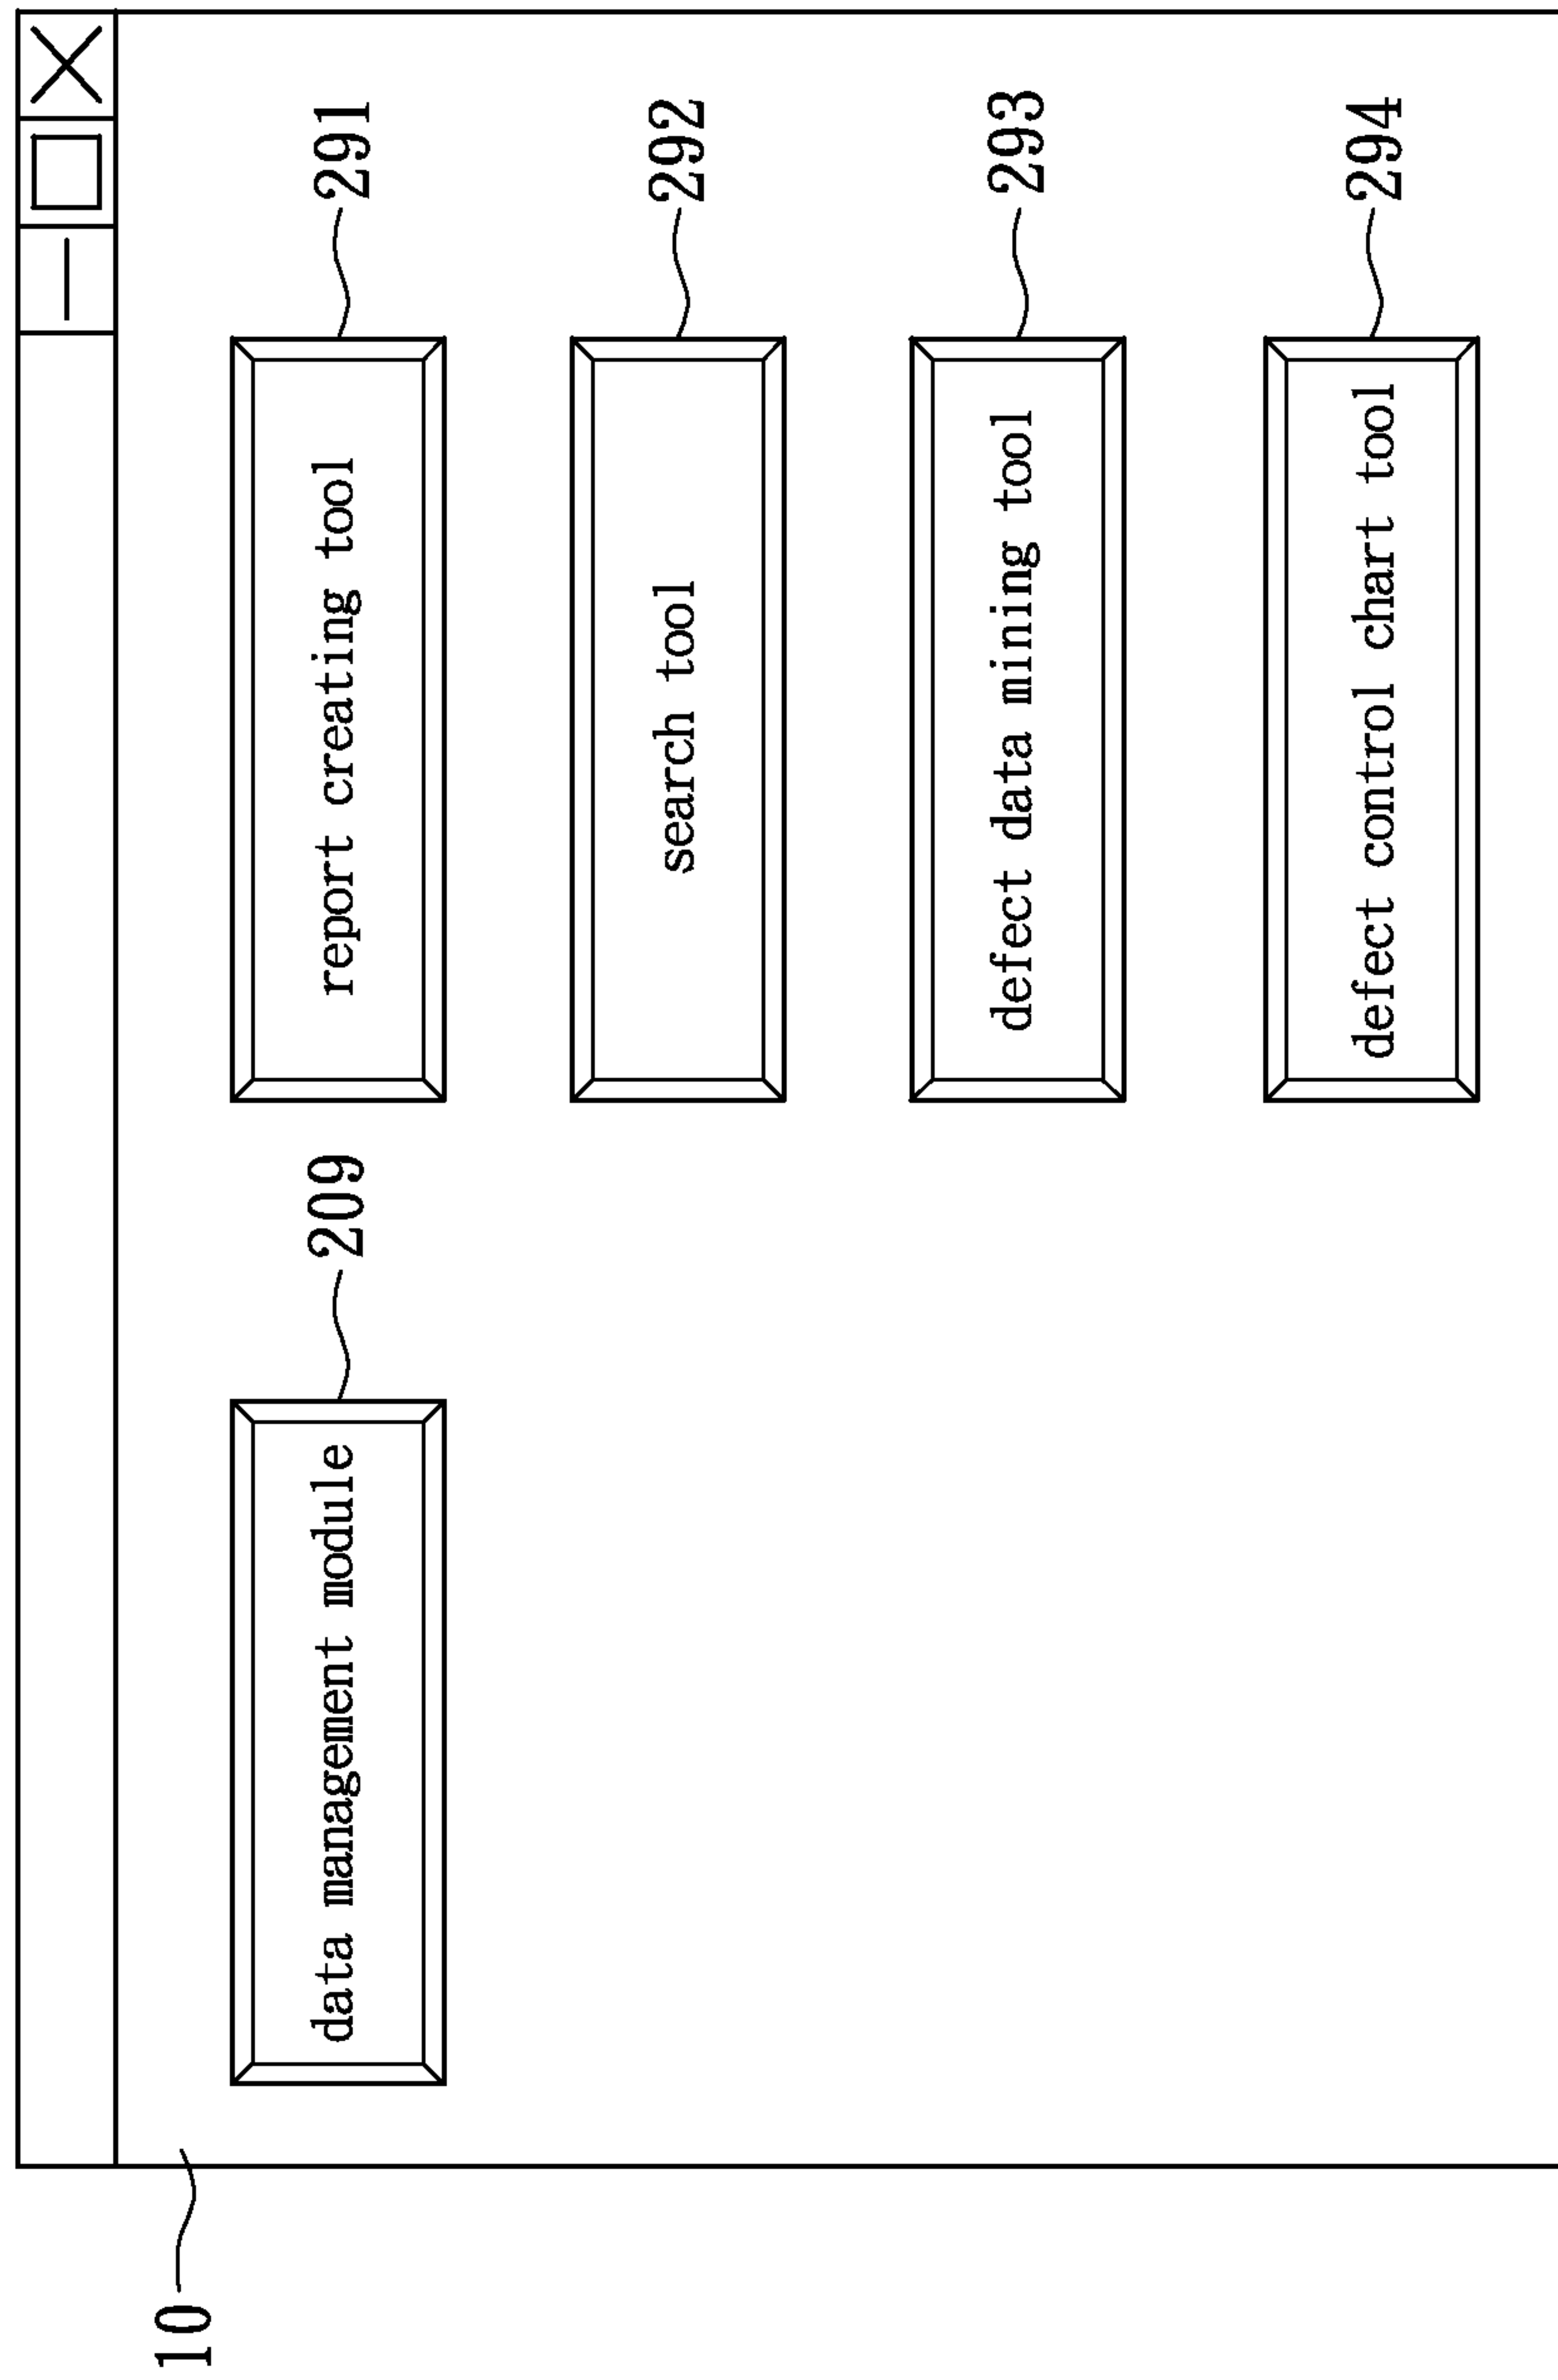 10
data management module
209
report creating tool
291
search tool
292
defect data mining tool
293
defect control chart tool
294